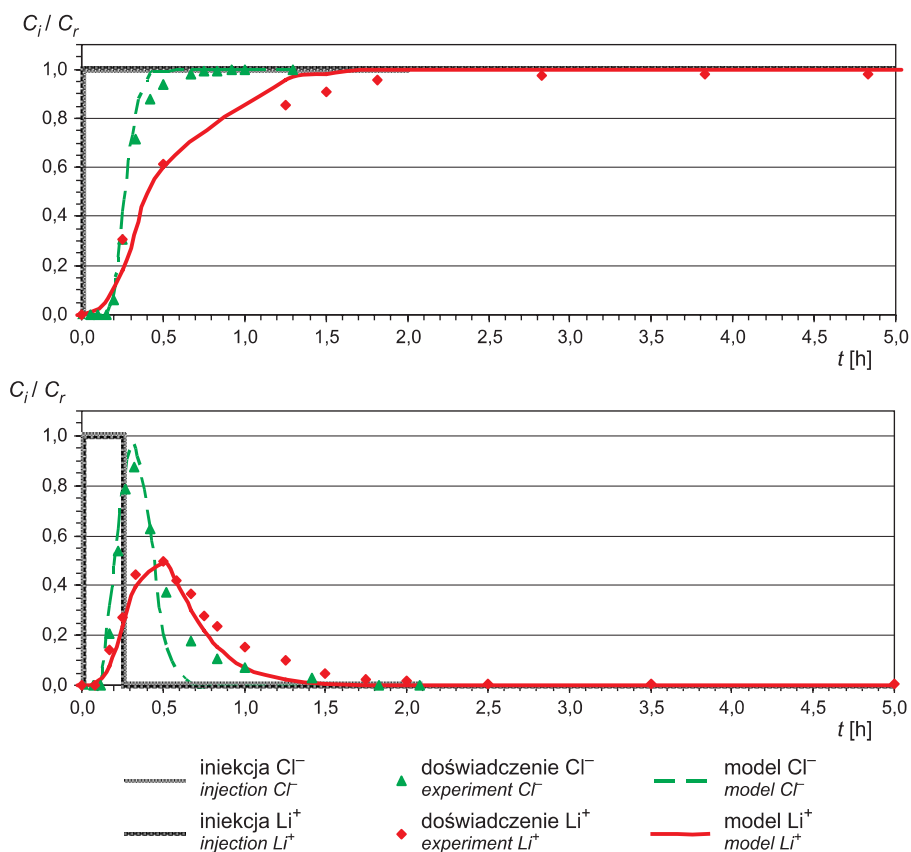 Cᵢ / Cᵣ
1,0
0,8
0,6
0,4
0,2
0,0
0,0 0,5 1,0 1,5 2,0 2,5 3,0 3,5 4,0 4,5 5,0
t [h]
Cᵢ / Cᵣ
1,0
0,8
0,6
0,4
0,2
0,0
0,0 0,5 1,0 1,5 2,0 2,5 3,0 3,5 4,0 4,5 5,0
t [h]
iniekcja Cl⁻ doświadczenie Cl⁻ model Cl⁻
injection Cl⁻ experiment Cl⁻ model Cl⁻
iniekcja Li⁺ doświadczenie Li⁺ model Li⁺
injection Li⁺ experiment Li⁺ model Li⁺